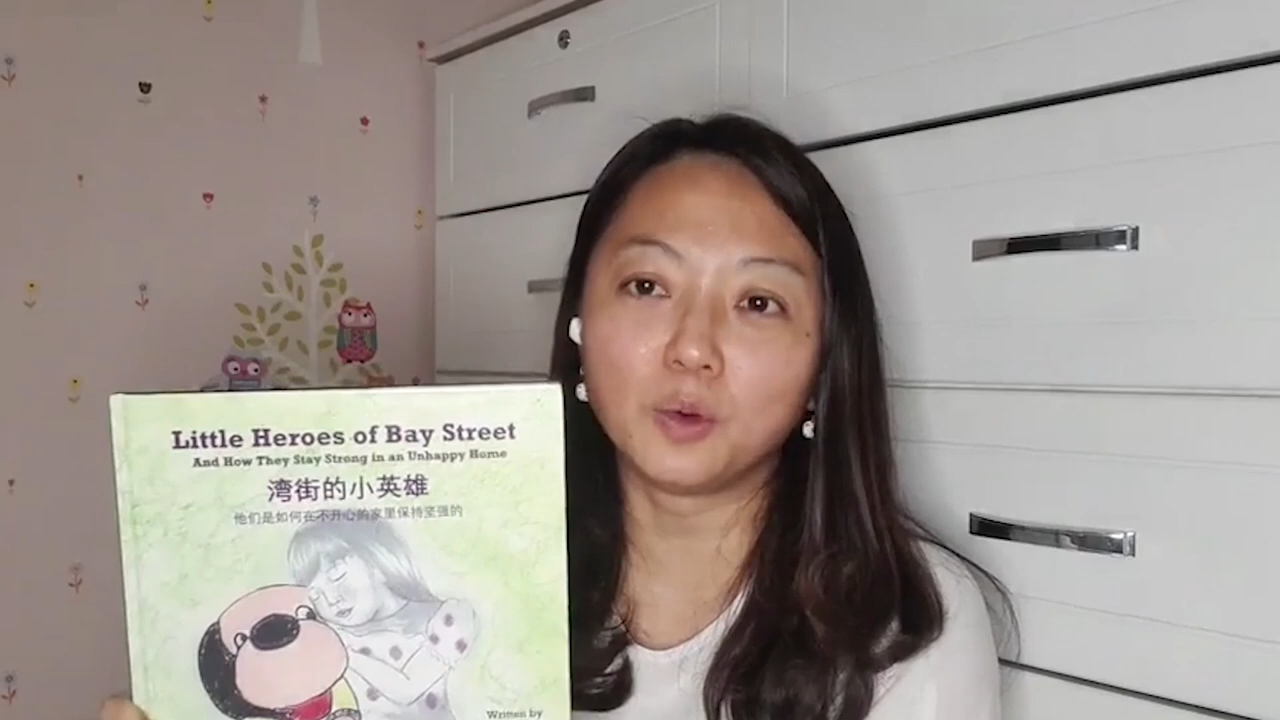 Little Heroes of Bay Street
And How They Stay Strong in an Unhappy Home
湾街的小英雄
他们是如何在不开心的家里保持坚强的
Written by